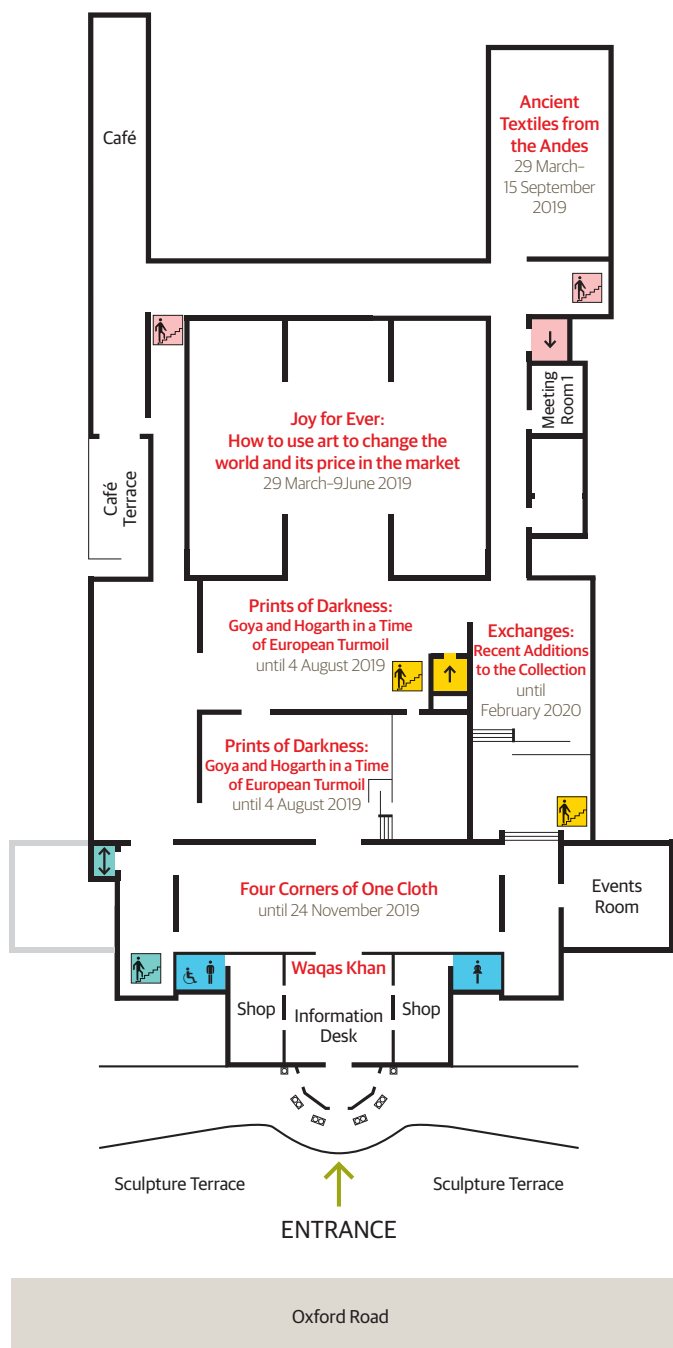 Café
Ancient
Textiles from
the Andes
29 March–
15 September
2019
Meeting
Room 1
Joy for Ever:
How to use art to change the
world and its price in the market
29 March–9June 2019
Café
Terrace
Prints of Darkness:
Goya and Hogarth in a Time
of European Turmoil
until 4 August 2019
Exchanges:
Recent Additions
to the Collection
until
February 2020
Prints of Darkness:
Goya and Hogarth in a Time
of European Turmoil
until 4 August 2019
Four Corners of One Cloth
until 24 November 2019
Events
Room
Waqas Khan
Shop
Information
Desk
Shop
Sculpture Terrace
Sculpture Terrace
ENTRANCE
Oxford Road